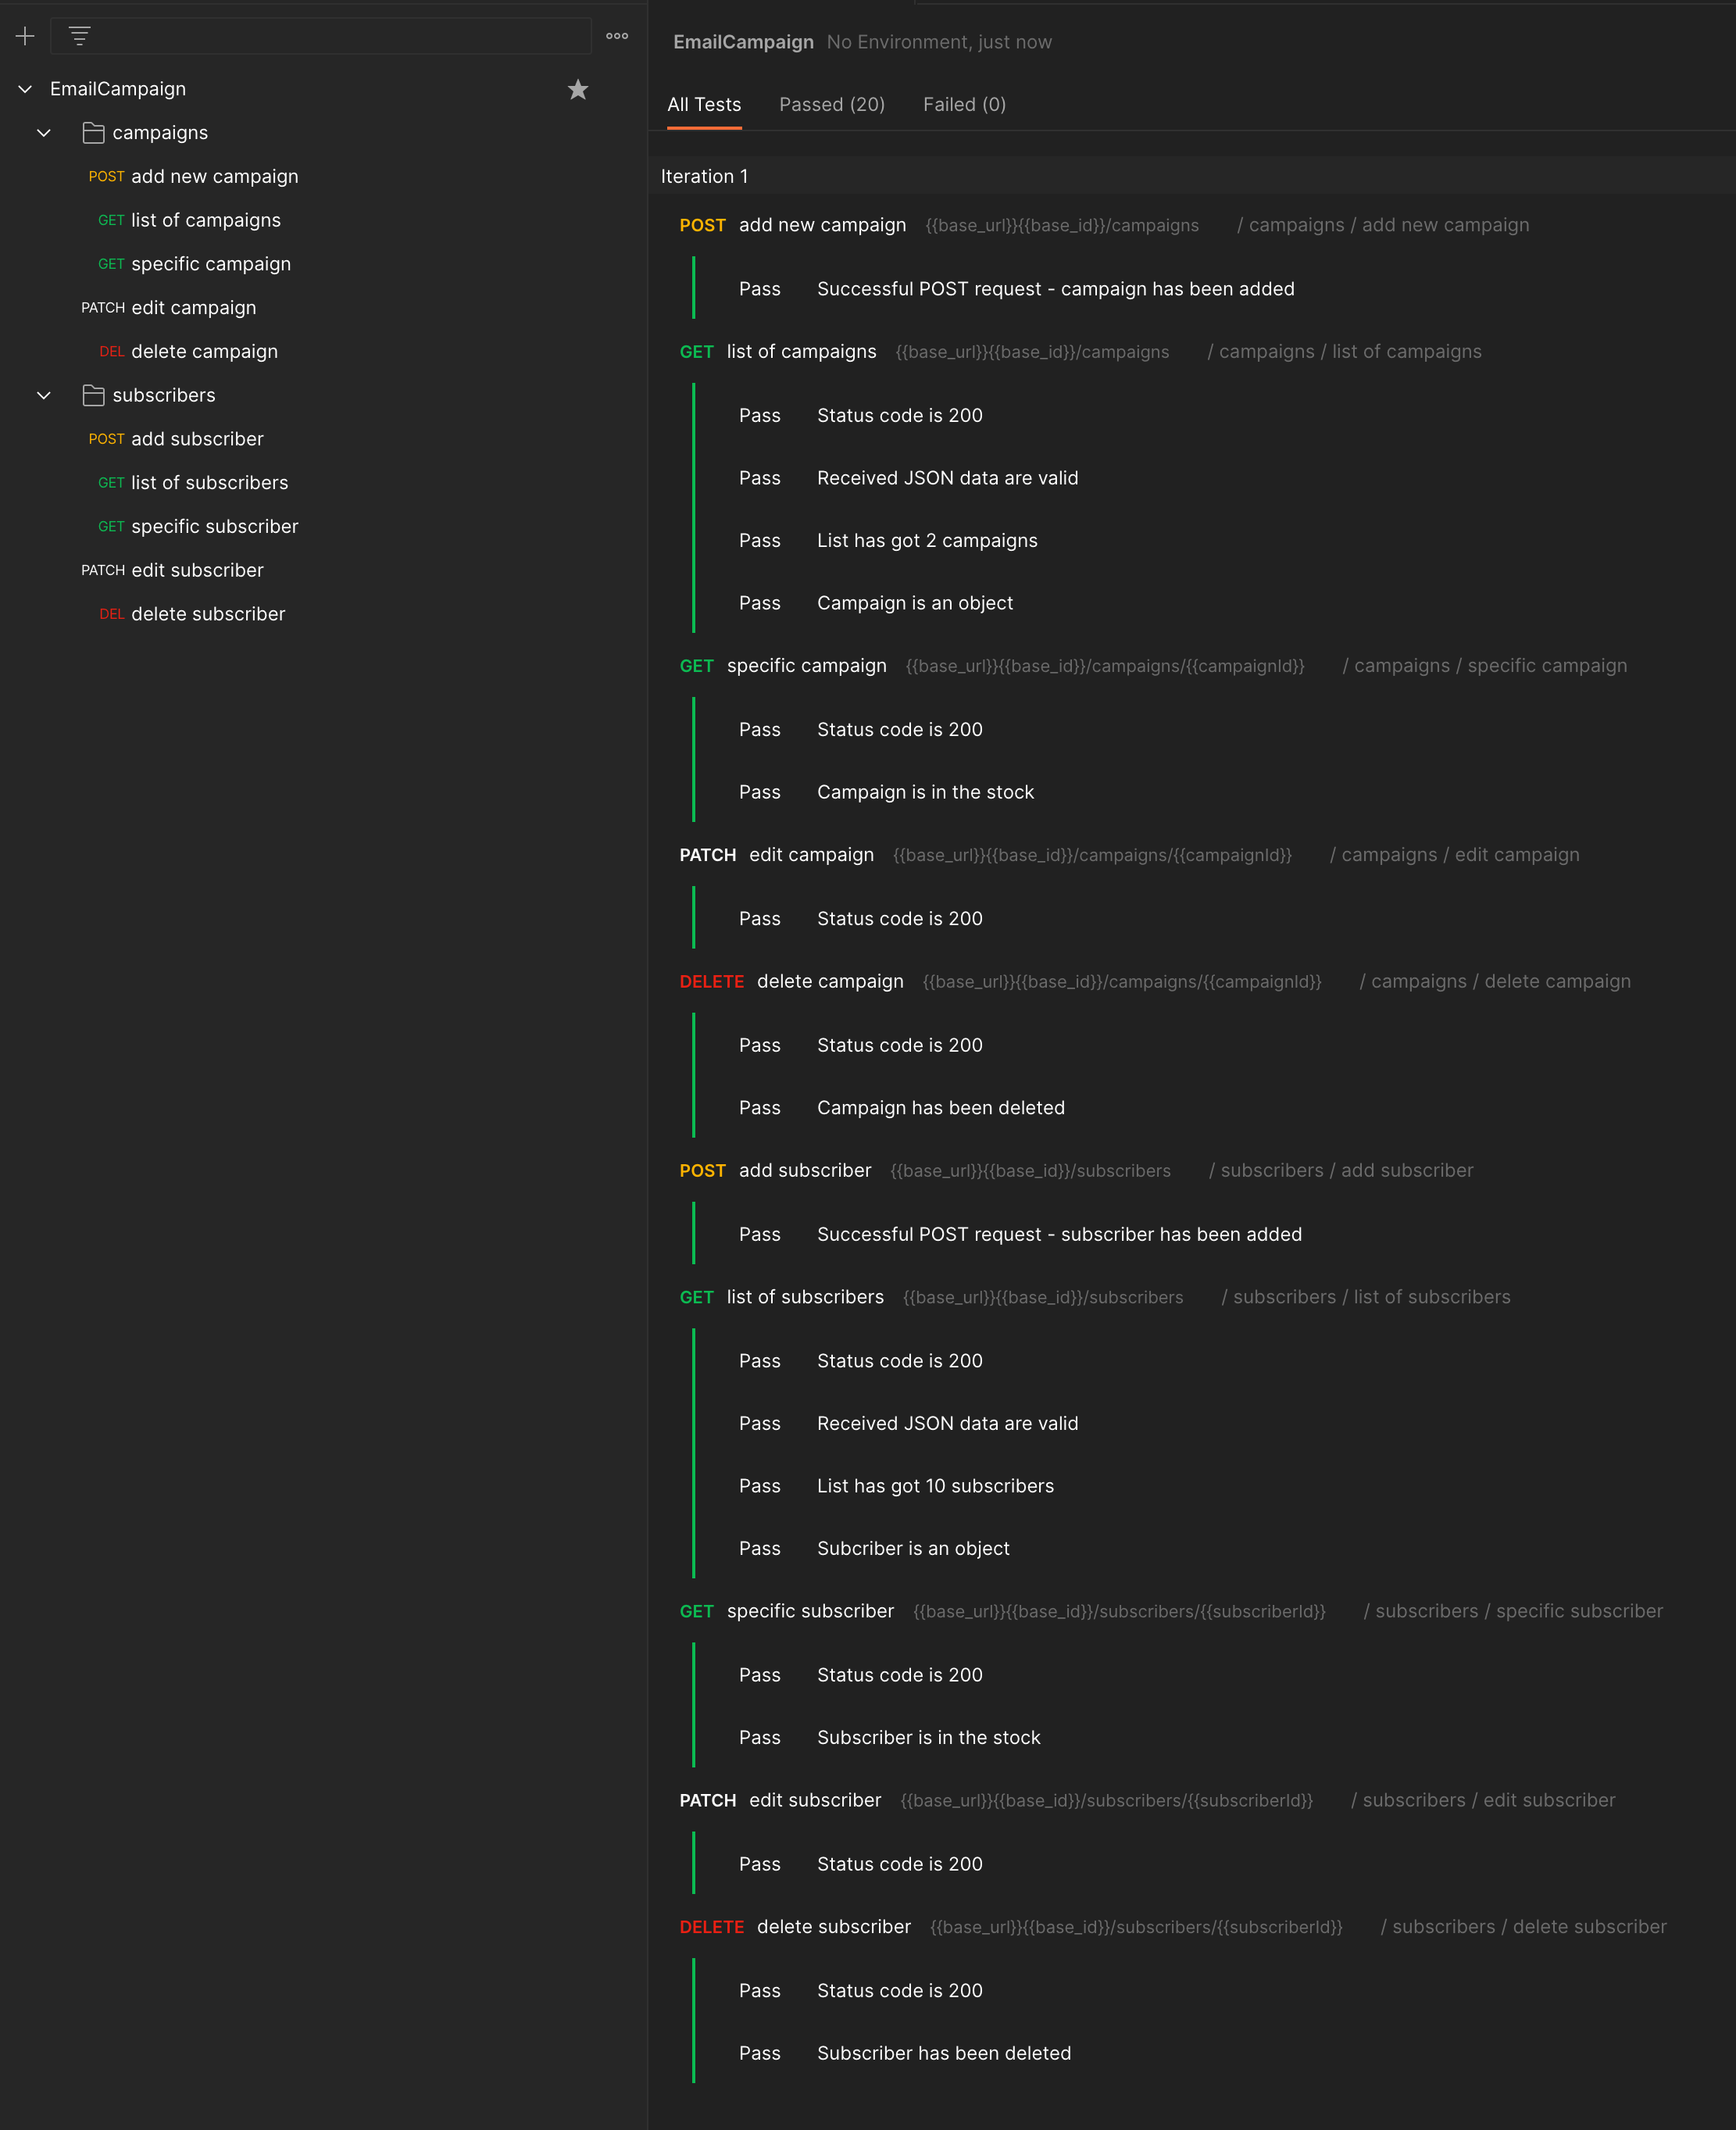 EmailCampaign
campaigns
POST add new campaign
GET list of campaigns
GET specific campaign
PATCH edit campaign
DEL delete campaign
subscribers
POST add subscriber
GET list of subscribers
GET specific subscriber
PATCH edit subscriber
DEL delete subscriber
EmailCampaign No Environment, just now
All Tests Passed (20) Failed (0)
Iteration 1
POST add new campaign {{base_url}}{{base_id}}/campaigns / campaigns / add new campaign
Pass Successful POST request - campaign has been added
GET list of campaigns {{base_url}}{{base_id}}/campaigns / campaigns / list of campaigns
Pass Status code is 200
Pass Received JSON data are valid
Pass List has got 2 campaigns
Pass Campaign is an object
GET specific campaign {{base_url}}{{base_id}}/campaigns/{{campaignId}} / campaigns / specific campaign
Pass Status code is 200
Pass Campaign is in the stock
PATCH edit campaign {{base_url}}{{base_id}}/campaigns/{{campaignId}} / campaigns / edit campaign
Pass Status code is 200
DELETE delete campaign {{base_url}}{{base_id}}/campaigns/{{campaignId}} / campaigns / delete campaign
Pass Status code is 200
Pass Campaign has been deleted
POST add subscriber {{base_url}}{{base_id}}/subscribers / subscribers / add subscriber
Pass Successful POST request - subscriber has been added
GET list of subscribers {{base_url}}{{base_id}}/subscribers / subscribers / list of subscribers
Pass Status code is 200
Pass Received JSON data are valid
Pass List has got 10 subscribers
Pass Subcriber is an object
GET specific subscriber {{base_url}}{{base_id}}/subscribers/{{subscriberId}} / subscribers / specific subscriber
Pass Status code is 200
Pass Subscriber is in the stock
PATCH edit subscriber {{base_url}}{{base_id}}/subscribers/{{subscriberId}} / subscribers / edit subscriber
Pass Status code is 200
DELETE delete subscriber {{base_url}}{{base_id}}/subscribers/{{subscriberId}} / subscribers / delete subscriber
Pass Status code is 200
Pass Subscriber has been deleted